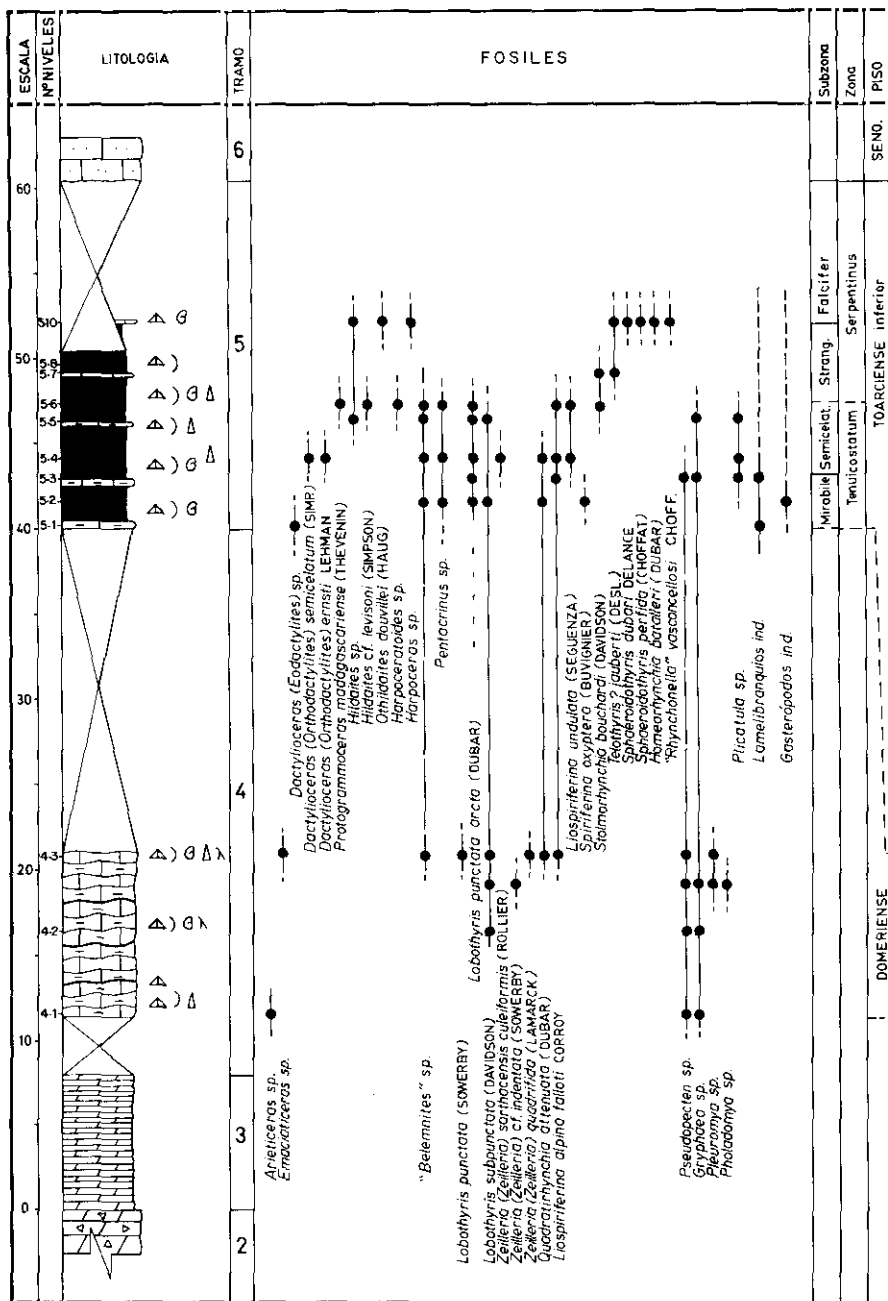 ESCALA
Nº NIVELES
LITOLOGIA
TRAMO
FOSILES
Subzona
Zona
PISO
60
50
40
30
20
10
0
5-10
5-8
5-7
5-6
5-5
5-4
5-3
5-2
5-1
4-3
4-2
4-1
6
5
4
3
2
Arieticeras sp.
Emaciaticeras sp.
Dactylioceras (Eodactylites) sp.
Dactylioceras (Orthodactylites) semicelatum (SIMP.)
Dactylioceras (Orthodactylites) ernsti LEHMAN
Protogrammoceras madagascariense (THEVENIN)
Hildaites sp.
Hildaites cf. levisoni (SIMPSON)
Othildaites douvillei (HAUG)
Harpoceratoides sp.
Harpoceras sp.
"Belemnites" sp.
Pentacrinus sp.
Lobothyris punctata (SOWERBY)
Lobothyris punctata arcta (DUBAR)
Lobothyris subpunctata (DAVIDSON)
Zeilleria (Zeilleria) sarthacensis culeiformis (ROLLIER)
Zeilleria (Zeilleria) cf. indentata (SOWERBY)
Zeilleria (Zeilleria) quadrifida (LAMARCK)
Quadratirhynchia attenuata (DUBAR)
Liospiriferina alpina falloti CORROY
Liospiriferina undulata (SEGUENZA)
Spiriferina oxyptera (BUVIGNIER)
Stolmorhynchia bouchardi (DAVIDSON)
Telothyris? jauberti (DESL.)
Sphaeroidothyris dubari DELANCE
Sphaeroidothyris perfida (CHOFFAT)
Homeorhynchia batalleri (DUBAR)
"Rhynchonella" vasconcellosi CHOFF.
Pseudopecten sp.
Gryphaea sp.
Pleuromya sp.
Pholadomya sp.
Plicatula sp.
Lamelibranquios ind.
Gasterópodos ind.
Mirabile
Semicelat.
Strang.
Falcifer
Tenuicostatum
Serpentinus
DOMERIENSE
TOARCIENSE inferior
SENO.